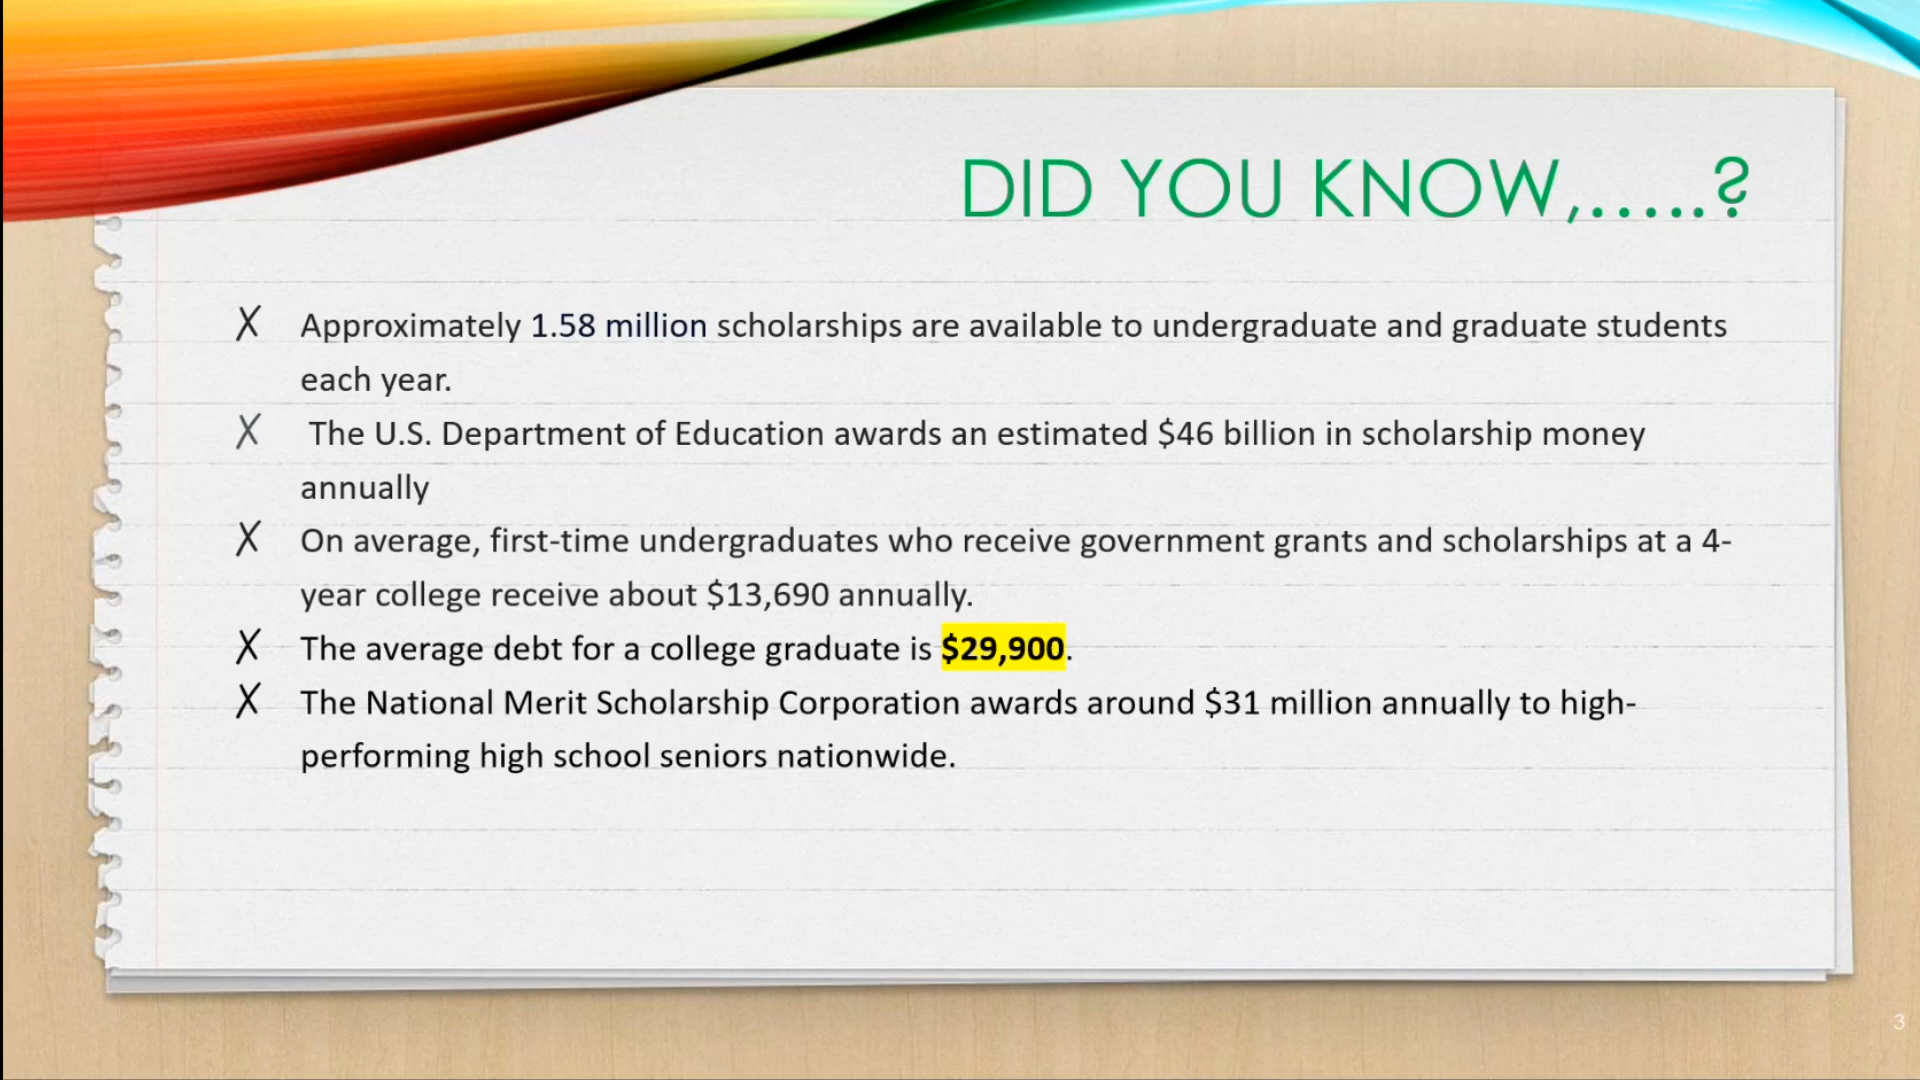 DID YOU KNOW,.....?
X Approximately 1.58 million scholarships are available to undergraduate and graduate students
each year.
X The U.S. Department of Education awards an estimated $46 billion in scholarship money
annually
X On average, first-time undergraduates who receive government grants and scholarships at a 4-
year college receive about $13,690 annually.
X The average debt for a college graduate is $29,900.
X The National Merit Scholarship Corporation awards around $31 million annually to high-
performing high school seniors nationwide.
3